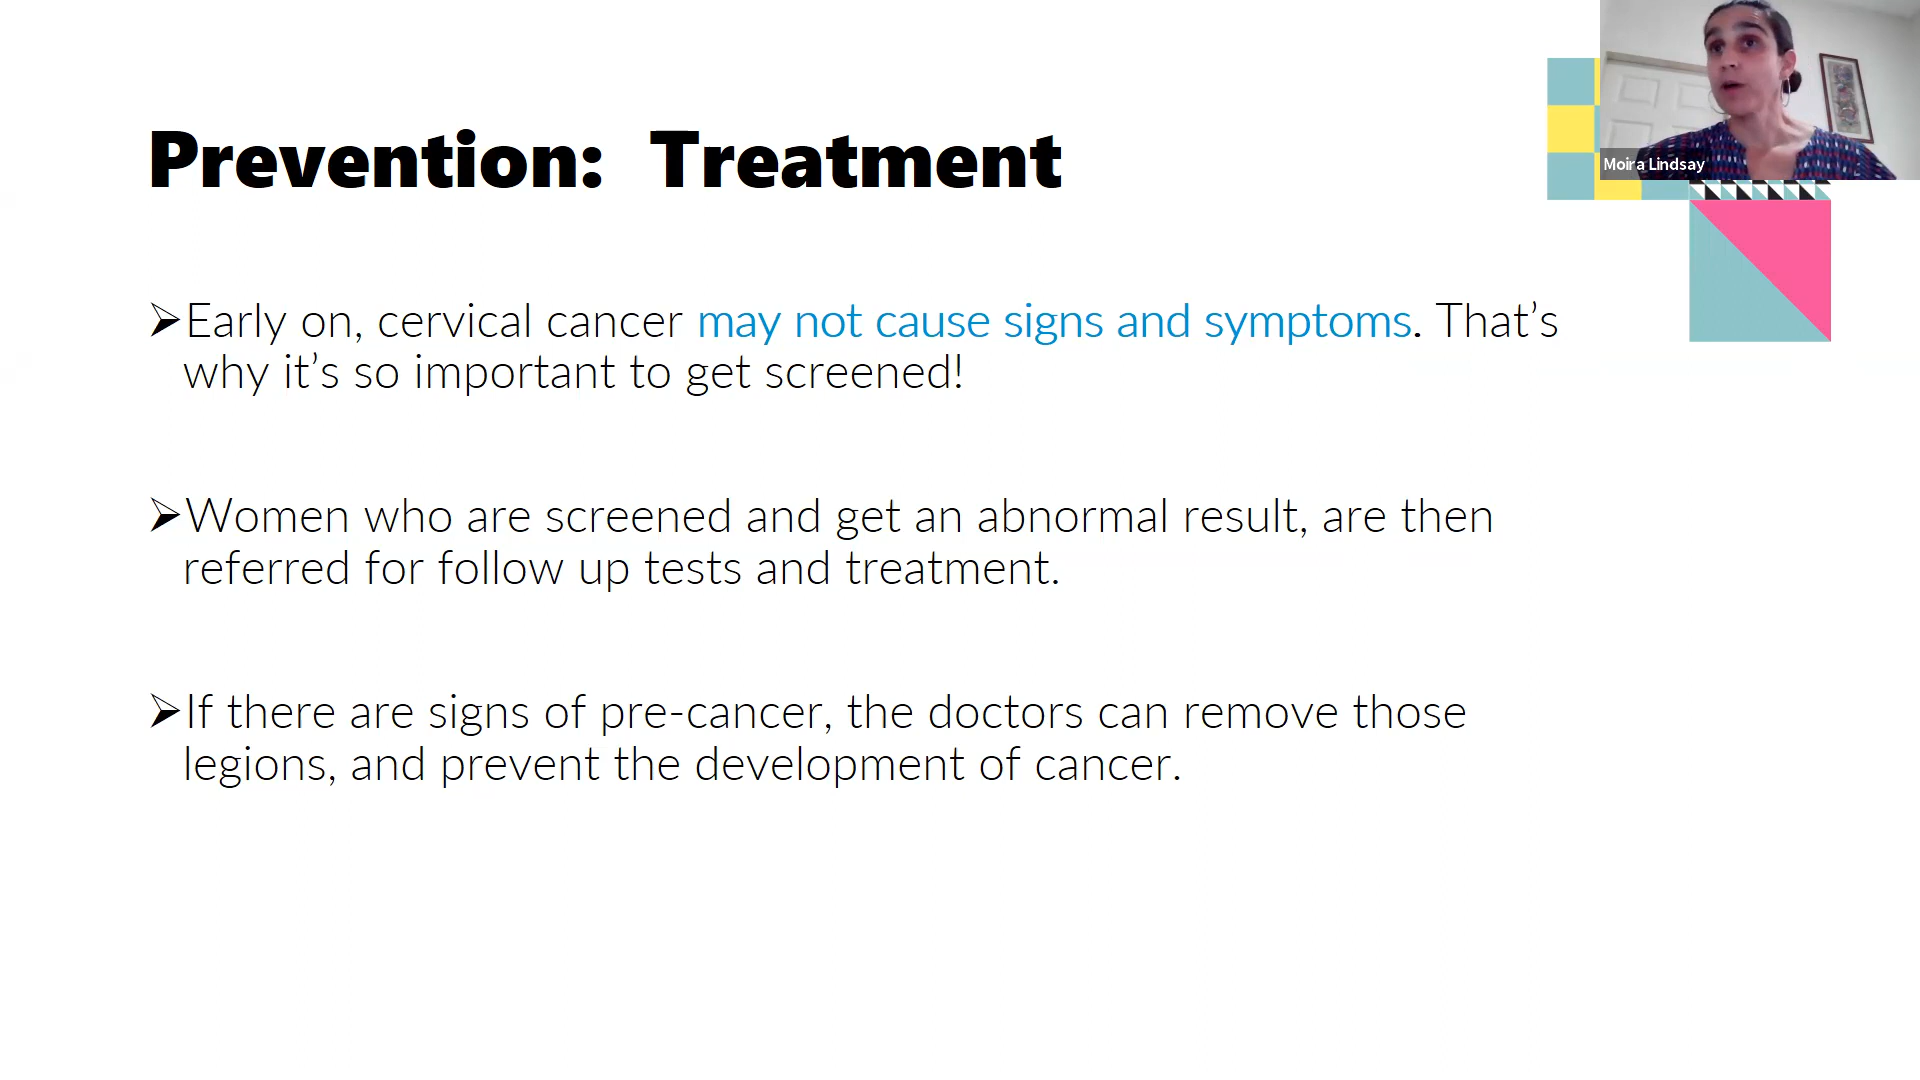 Moira Lindsay
Prevention: Treatment
➢Early on, cervical cancer may not cause signs and symptoms. That’s
why it’s so important to get screened!
➢Women who are screened and get an abnormal result, are then
referred for follow up tests and treatment.
➢If there are signs of pre-cancer, the doctors can remove those
legions, and prevent the development of cancer.